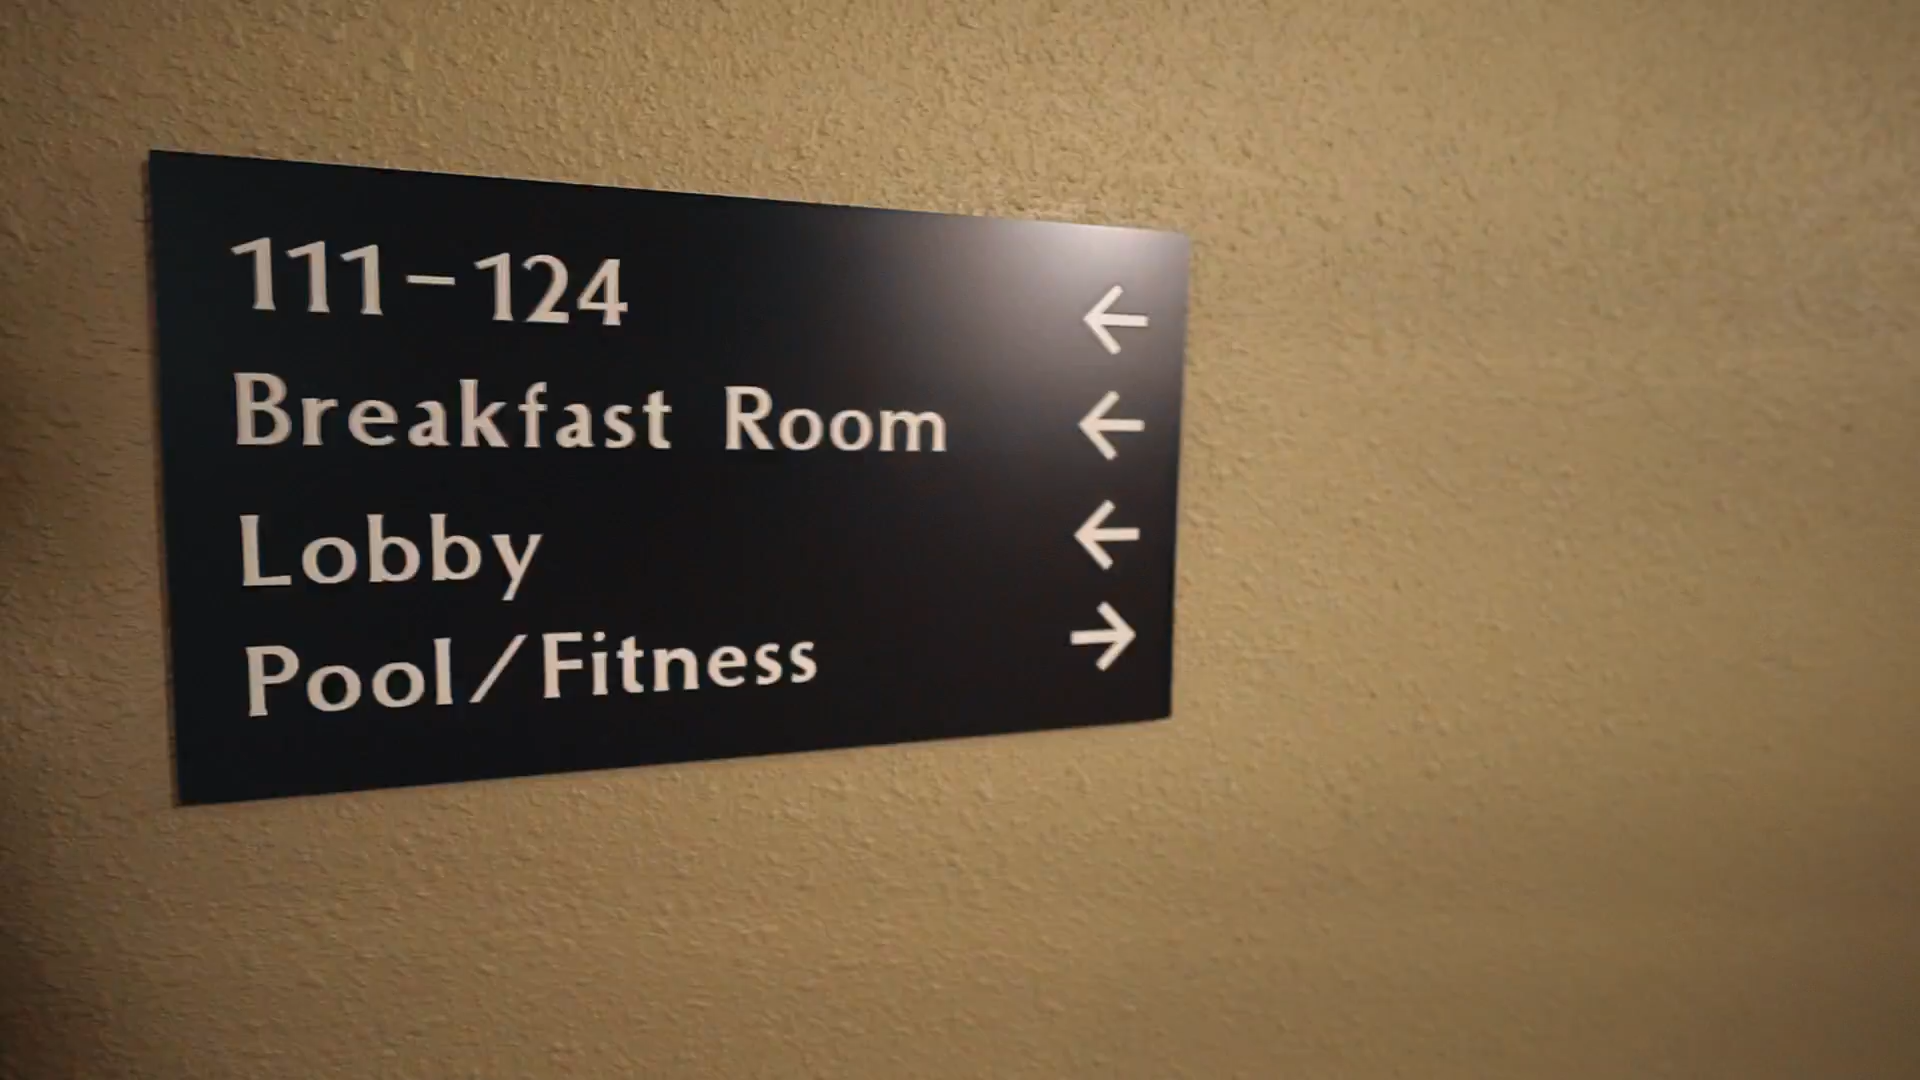 111-124 ←
Breakfast Room ←
Lobby ←
Pool/Fitness →